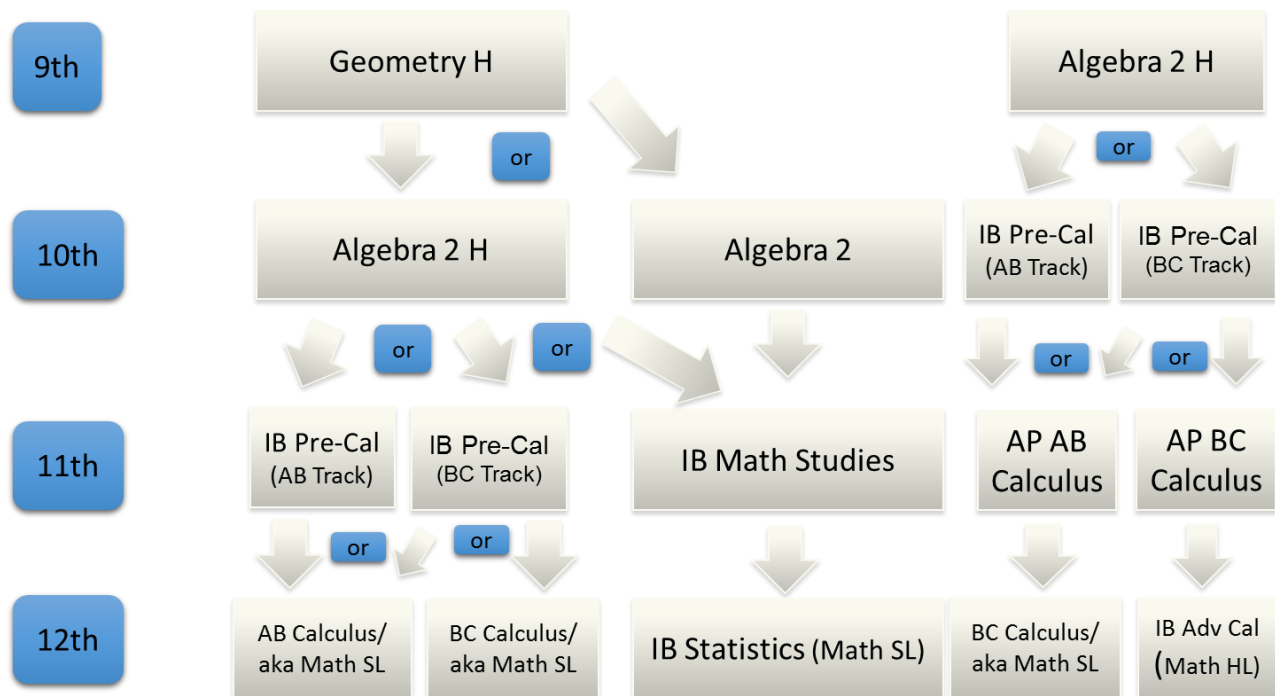 9th
Geometry H
Algebra 2 H
or
or
10th
Algebra 2 H
Algebra 2
IB Pre-Cal
(AB Track)
IB Pre-Cal
(BC Track)
or
or
or
or
11th
IB Pre-Cal
(AB Track)
IB Pre-Cal
(BC Track)
IB Math Studies
AP AB
Calculus
AP BC
Calculus
or
or
12th
AB Calculus/
aka Math SL
BC Calculus/
aka Math SL
IB Statistics (Math SL)
BC Calculus/
aka Math SL
IB Adv Cal
(Math HL)